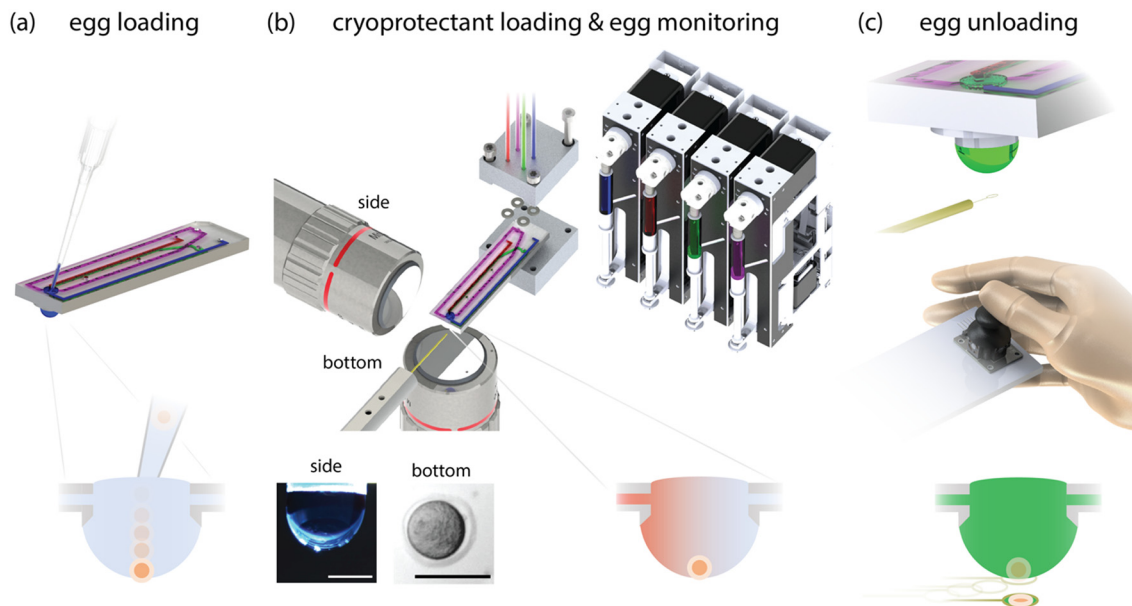 (a) egg loading
(b) cryoprotectant loading & egg monitoring
(c) egg unloading
side
bottom
side
bottom